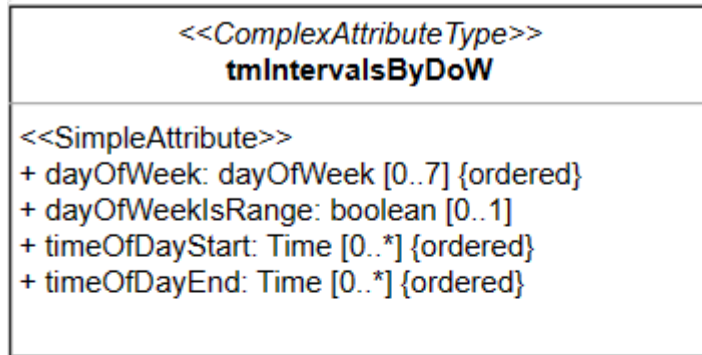 <<ComplexAttributeType>>
tmIntervalsByDoW
<<SimpleAttribute>>
+ dayOfWeek: dayOfWeek [0..7] {ordered}
+ dayOfWeekIsRange: boolean [0..1]
+ timeOfDayStart: Time [0..*] {ordered}
+ timeOfDayEnd: Time [0..*] {ordered}